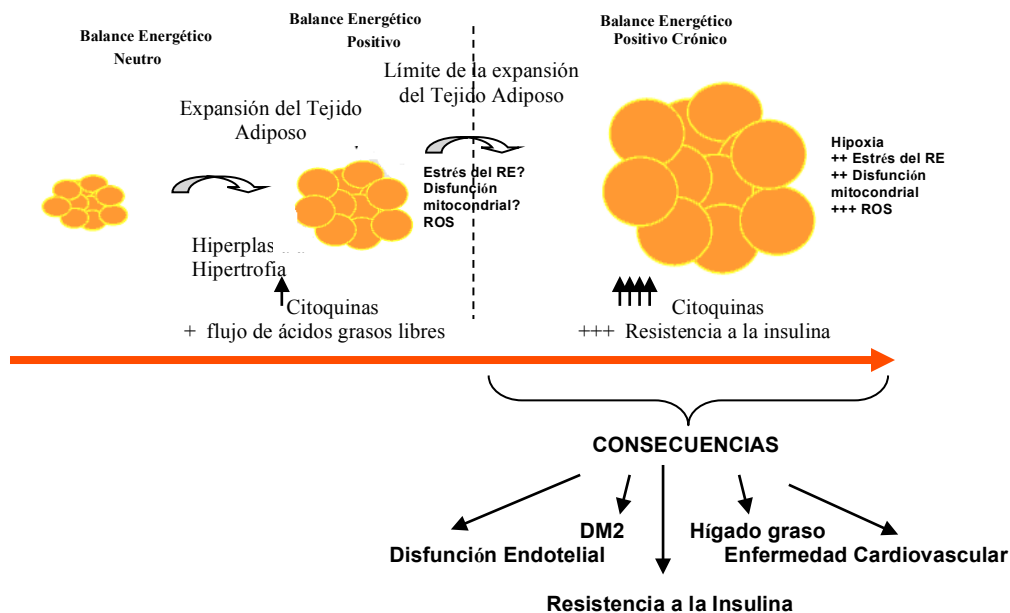 Balance Energético
Neutro
Balance Energético
Positivo
Balance Energético
Positivo Crónico
Expansión del Tejido
Adiposo
Límite de la expansión
del Tejido Adiposo
Estrés del RE?
Disfunción
mitocondrial?
ROS
Hipoxia
++ Estrés del RE
++ Disfunción
mitocondrial
+++ ROS
Hiperplas
Hipertrofia
Citoquinas
+ flujo de ácidos grasos libres
Citoquinas
+++ Resistencia a la insulina
CONSECUENCIAS
DM2
Hígado graso
Disfunción Endotelial
Enfermedad Cardiovascular
Resistencia a la Insulina